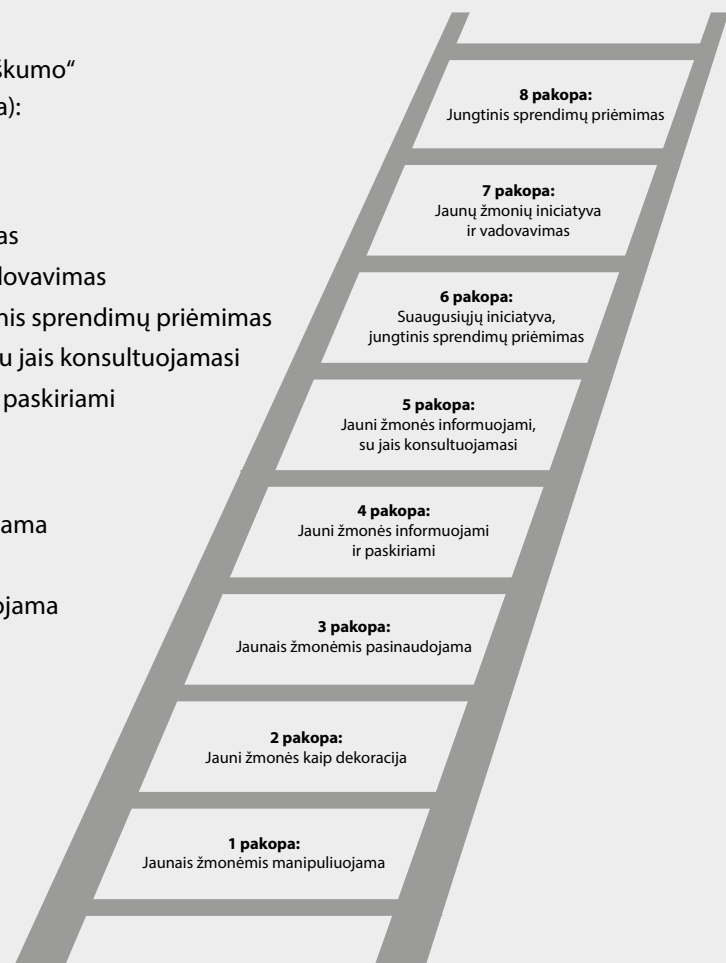 škumo“
a):
as
dovavimas
nis sprendimų priėmimas
u jais konsultuojamasi
paskiriami
ama
ojama
8 pakopa:
Jungtinis sprendimų priėmimas
7 pakopa:
Jaunų žmonių iniciatyva
ir vadovavimas
6 pakopa:
Suaugusiųjų iniciatyva,
jungtinis sprendimų priėmimas
5 pakopa:
Jauni žmonės informuojami,
su jais konsultuojamasi
4 pakopa:
Jauni žmonės informuojami
ir paskiriami
3 pakopa:
Jaunais žmonėmis pasinaudojama
2 pakopa:
Jauni žmonės kaip dekoracija
1 pakopa:
Jaunais žmonėmis manipuliuojama